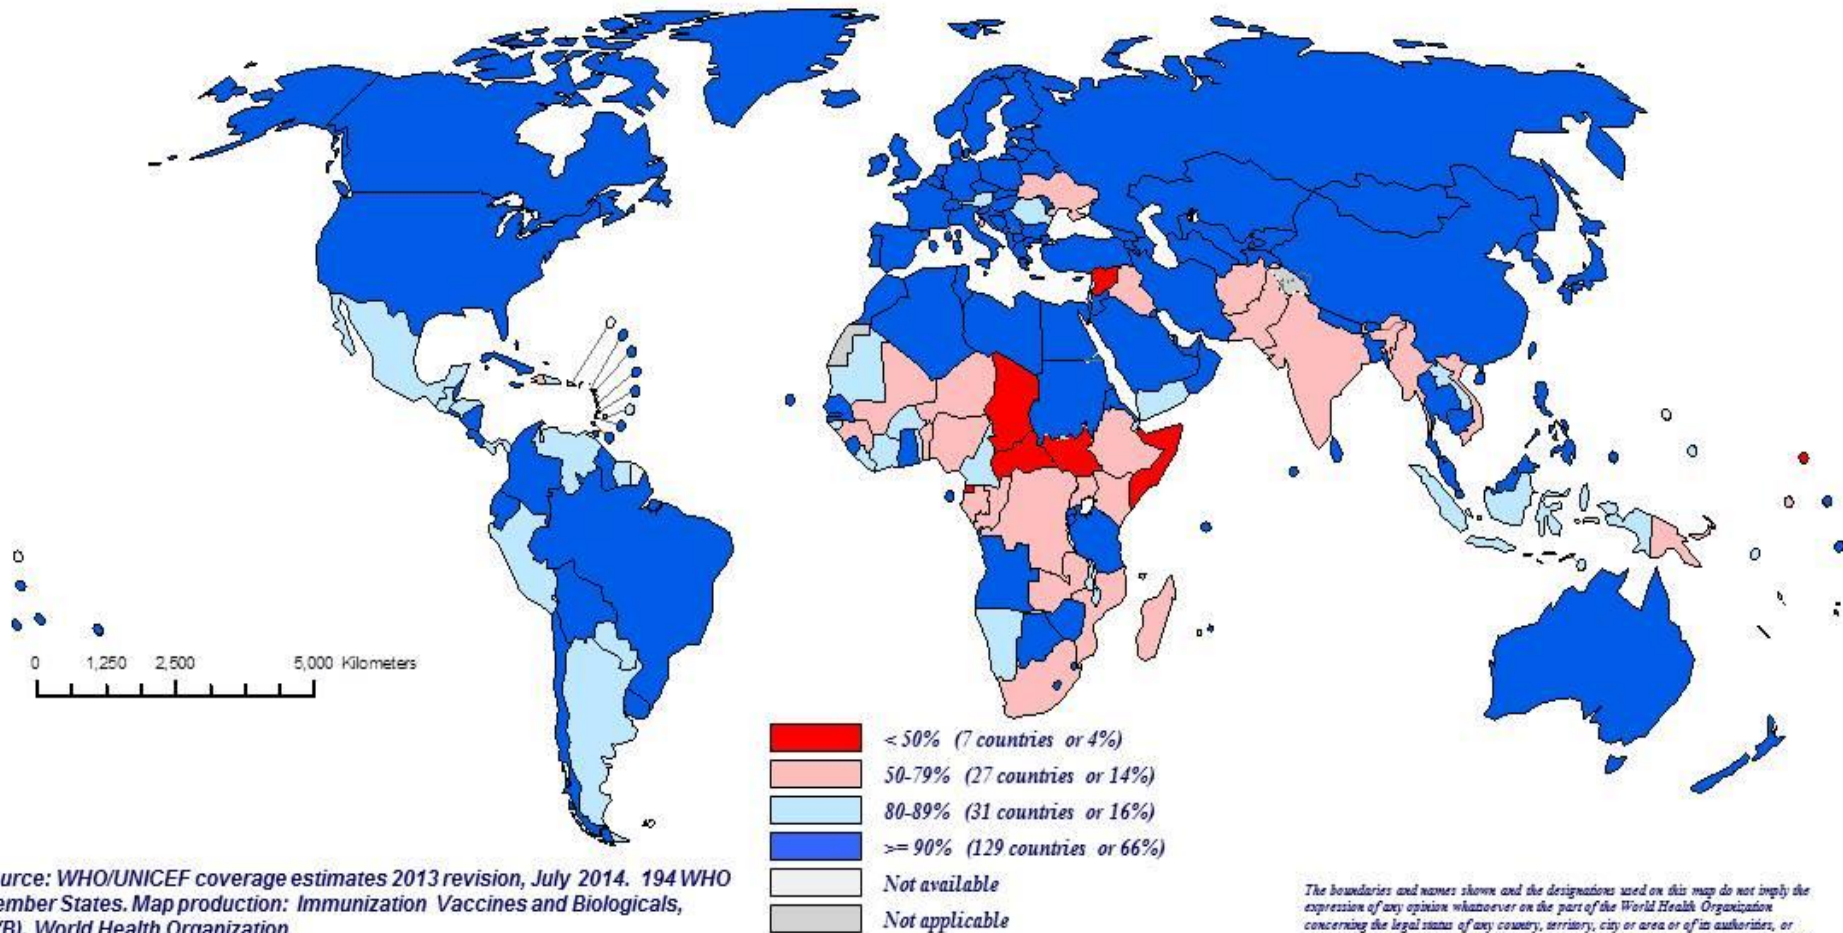 0 1,250 2,500 5,000 Kilometers
< 50% (7 countries or 4%)
50-79% (27 countries or 14%)
80-89% (31 countries or 16%)
>= 90% (129 countries or 66%)
Not available
Not applicable
urce: WHO/UNICEF coverage estimates 2013 revision, July 2014. 194 WHO
ember States. Map production: Immunization Vaccines and Biologicals,
VB). World Health Organization
The boundaries and names shown and the designations used on this map do not imply the
expression of any opinion whatsoever on the part of the World Health Organization
concerning the legal status of any country, territory, city or area or of its authorities, or